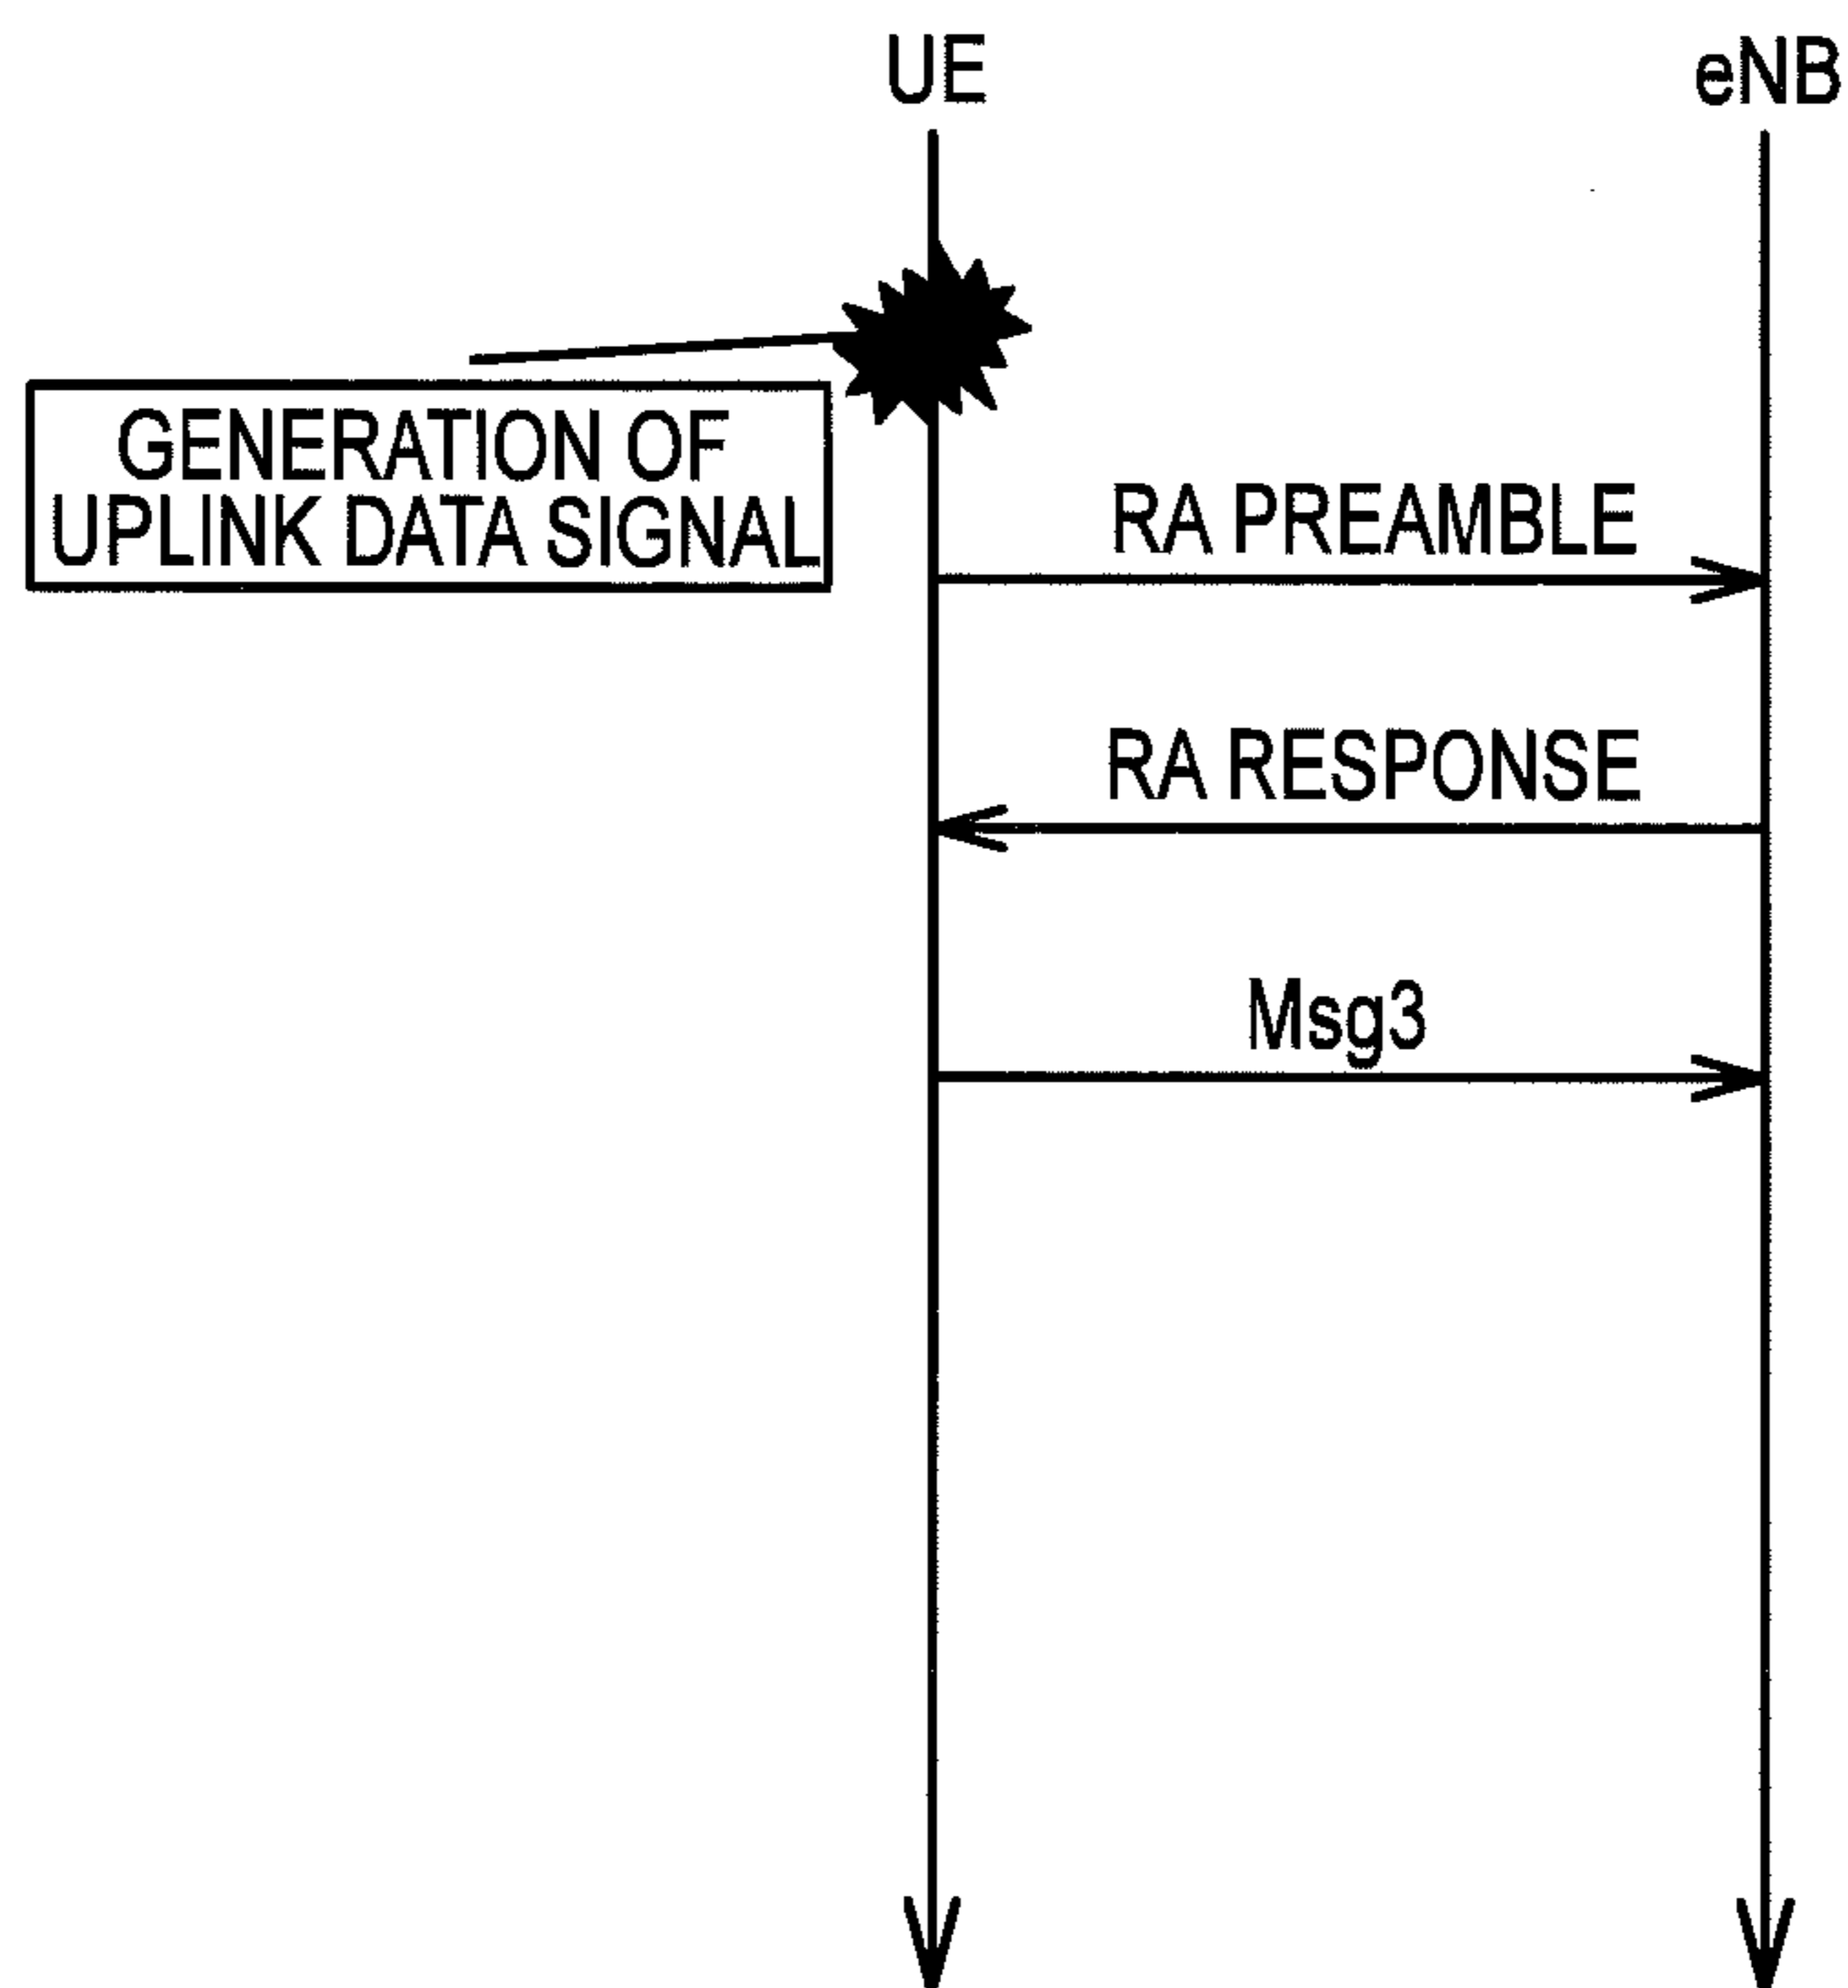 UE
eNB
GENERATION OF
UPLINK DATA SIGNAL
RA PREAMBLE
RA RESPONSE
Msg3